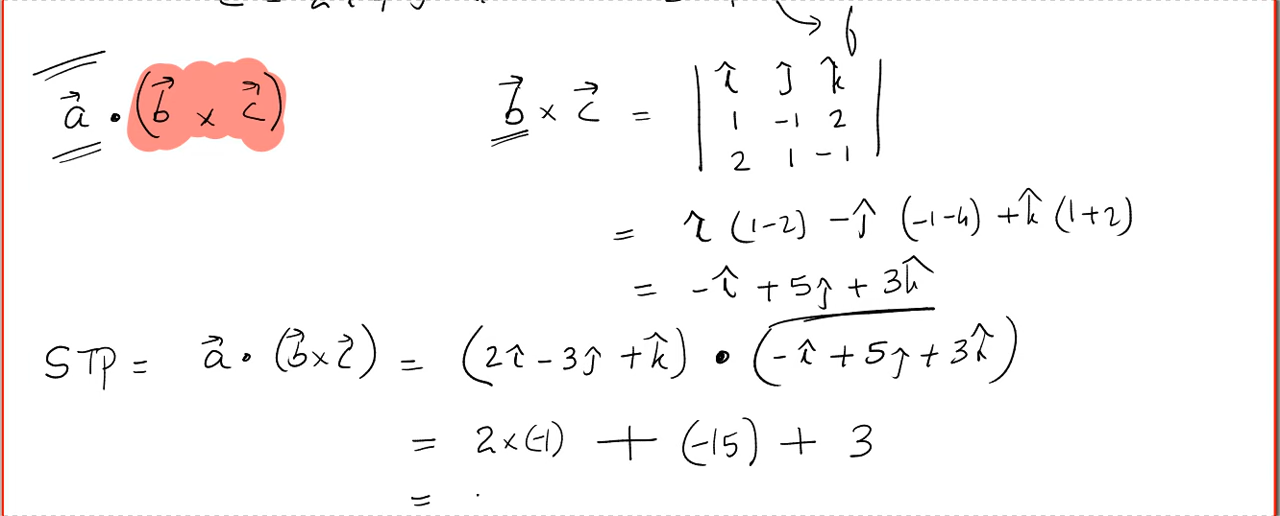 b
a⃗ • (b⃗ × c⃗)
b⃗ × c⃗ = | î ĵ k̂ |
| 1 -1 2 |
| 2 1 -1 |
= î (1-2) - ĵ (-1-4) + k̂ (1+2)
= -î + 5ĵ + 3k̂
STP = a⃗ • (b⃗ × c⃗) = (2î - 3ĵ + k̂) • (-î + 5ĵ + 3k̂)
= 2×(-1) + (-15) + 3
=